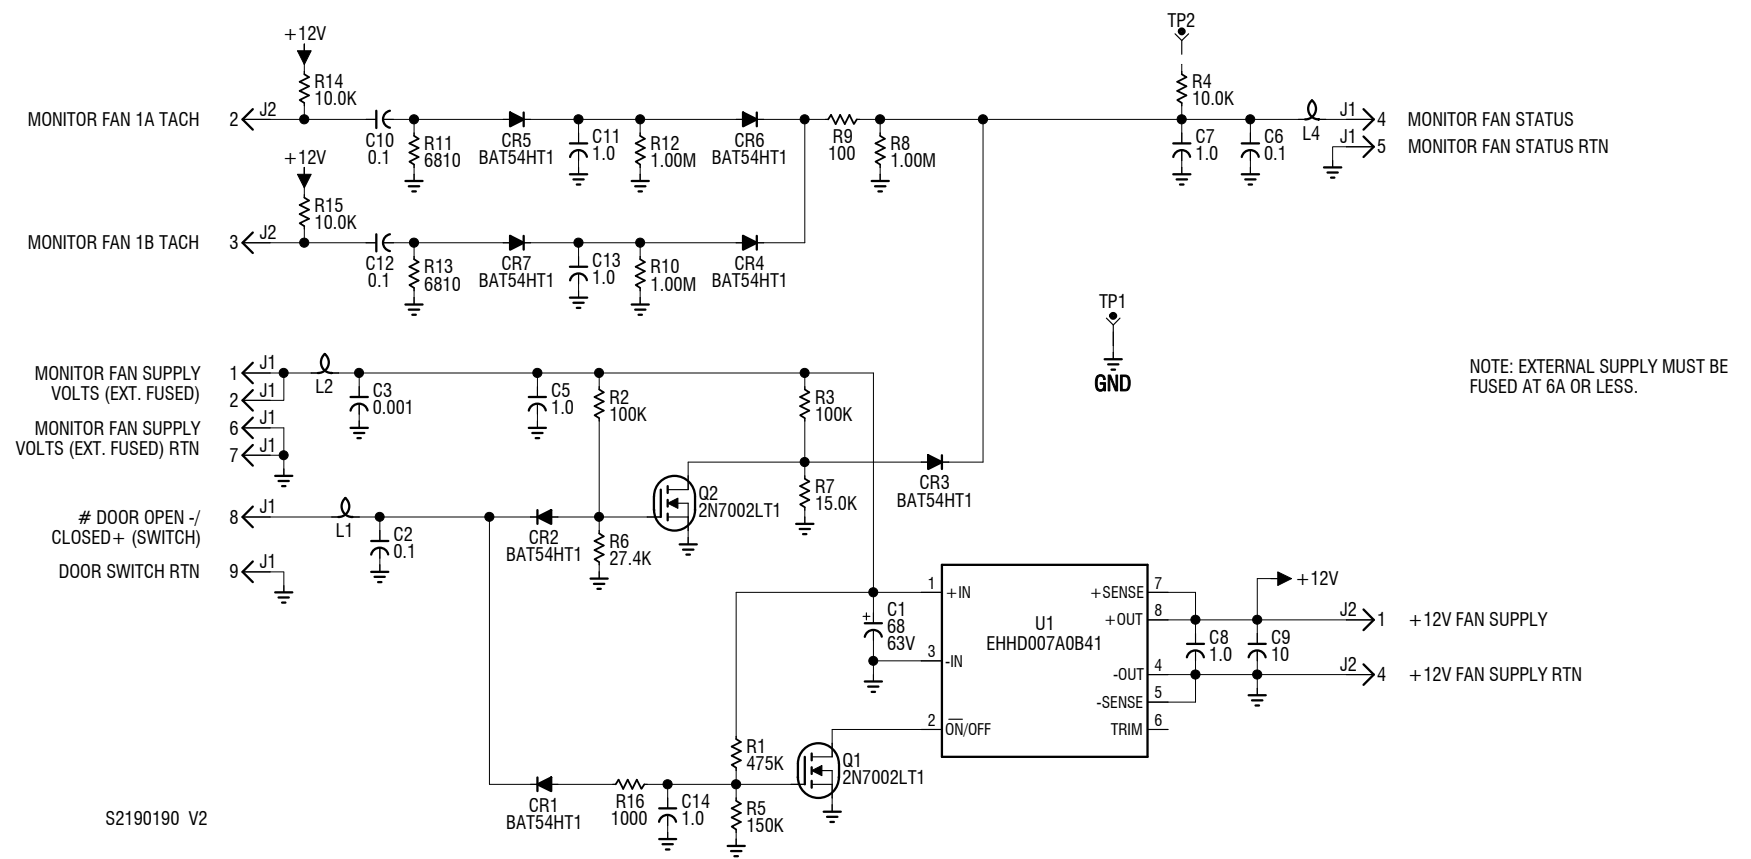 +12V
R14
10.0K
MONITOR FAN 1A TACH
2
J2
C10
0.1
R11
6810
CR5
BAT54HT1
C11
1.0
R12
1.00M
CR6
BAT54HT1
R9
100
R8
1.00M
TP2
R4
10.0K
C7
1.0
C6
0.1
L4
J1
4
MONITOR FAN STATUS
J1
5
MONITOR FAN STATUS RTN
+12V
R15
10.0K
MONITOR FAN 1B TACH
3
J2
C12
0.1
R13
6810
CR7
BAT54HT1
C13
1.0
R10
1.00M
CR4
BAT54HT1
TP1
GND
NOTE: EXTERNAL SUPPLY MUST BE
FUSED AT 6A OR LESS.
MONITOR FAN SUPPLY
VOLTS (EXT. FUSED)
1
J1
2
J1
L2
C3
0.001
C5
1.0
R2
100K
R3
100K
MONITOR FAN SUPPLY
VOLTS (EXT. FUSED) RTN
6
J1
7
J1
# DOOR OPEN -/
CLOSED+ (SWITCH)
8
J1
L1
C2
0.1
CR2
BAT54HT1
R6
27.4K
Q2
2N7002LT1
R7
15.0K
CR3
BAT54HT1
DOOR SWITCH RTN
9
J1
C1
+
68
63V
1
+IN
3
-IN
2
ON/OFF
U1
EHHD007A0B41
+SENSE
7
+OUT
8
-OUT
4
-SENSE
5
TRIM
6
C8
1.0
C9
10
+12V
J2
1
+12V FAN SUPPLY
J2
4
+12V FAN SUPPLY RTN
R1
475K
Q1
2N7002LT1
CR1
BAT54HT1
R16
1000
C14
1.0
R5
150K
S2190190 V2